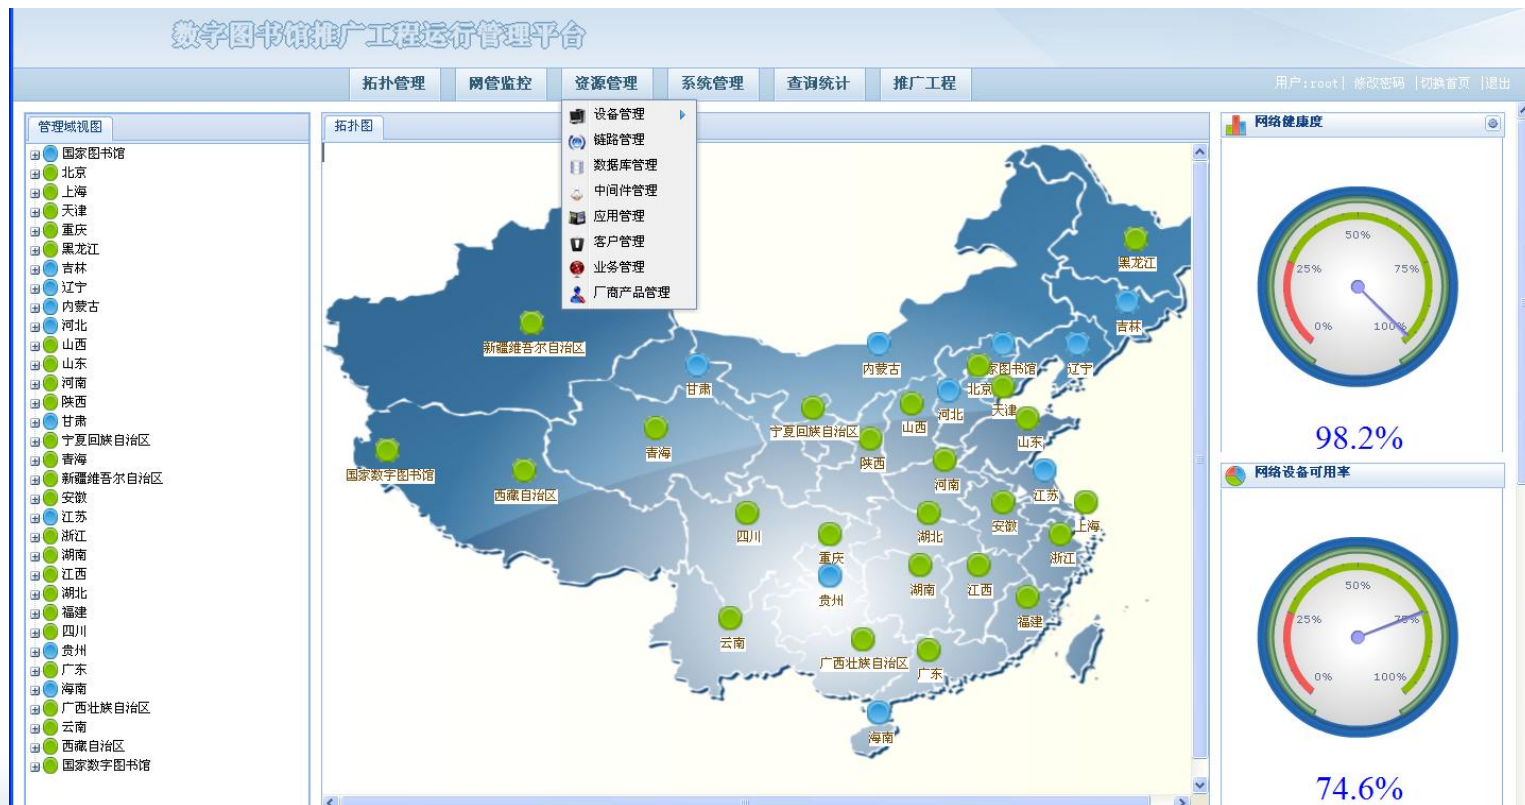 数字图书馆推广工程运行管理平台
拓扑管理 网管监控 资源管理 系统管理 查询统计 推广工程
用户:root| 修改密码 |切换首页 |退出
设备管理
链路管理
数据库管理
中间件管理
应用管理
客户管理
业务管理
厂商产品管理
管理域视图
国家图书馆
北京
上海
天津
重庆
黑龙江
吉林
辽宁
内蒙古
河北
山西
山东
河南
陕西
甘肃
宁夏回族自治区
青海
新疆维吾尔自治区
安徽
江苏
浙江
湖南
江西
湖北
福建
四川
贵州
广东
海南
广西壮族自治区
云南
西藏自治区
国家数字图书馆
拓扑图
黑龙江
吉林
新疆维吾尔自治区
内蒙古
家图书馆
辽宁
甘肃
北京
河北
天津
宁夏回族自治区
山西
山东
青海
陕西
国家数字图书馆
西藏自治区
河南
江苏
四川
湖北
安徽
上海
重庆
浙江
贵州
湖南
江西
福建
云南
广西壮族自治区
广东
海南
网络健康度
50%
25% 75%
0% 100%
98.2%
网络设备可用率
50%
25% 75%
0% 100%
74.6%